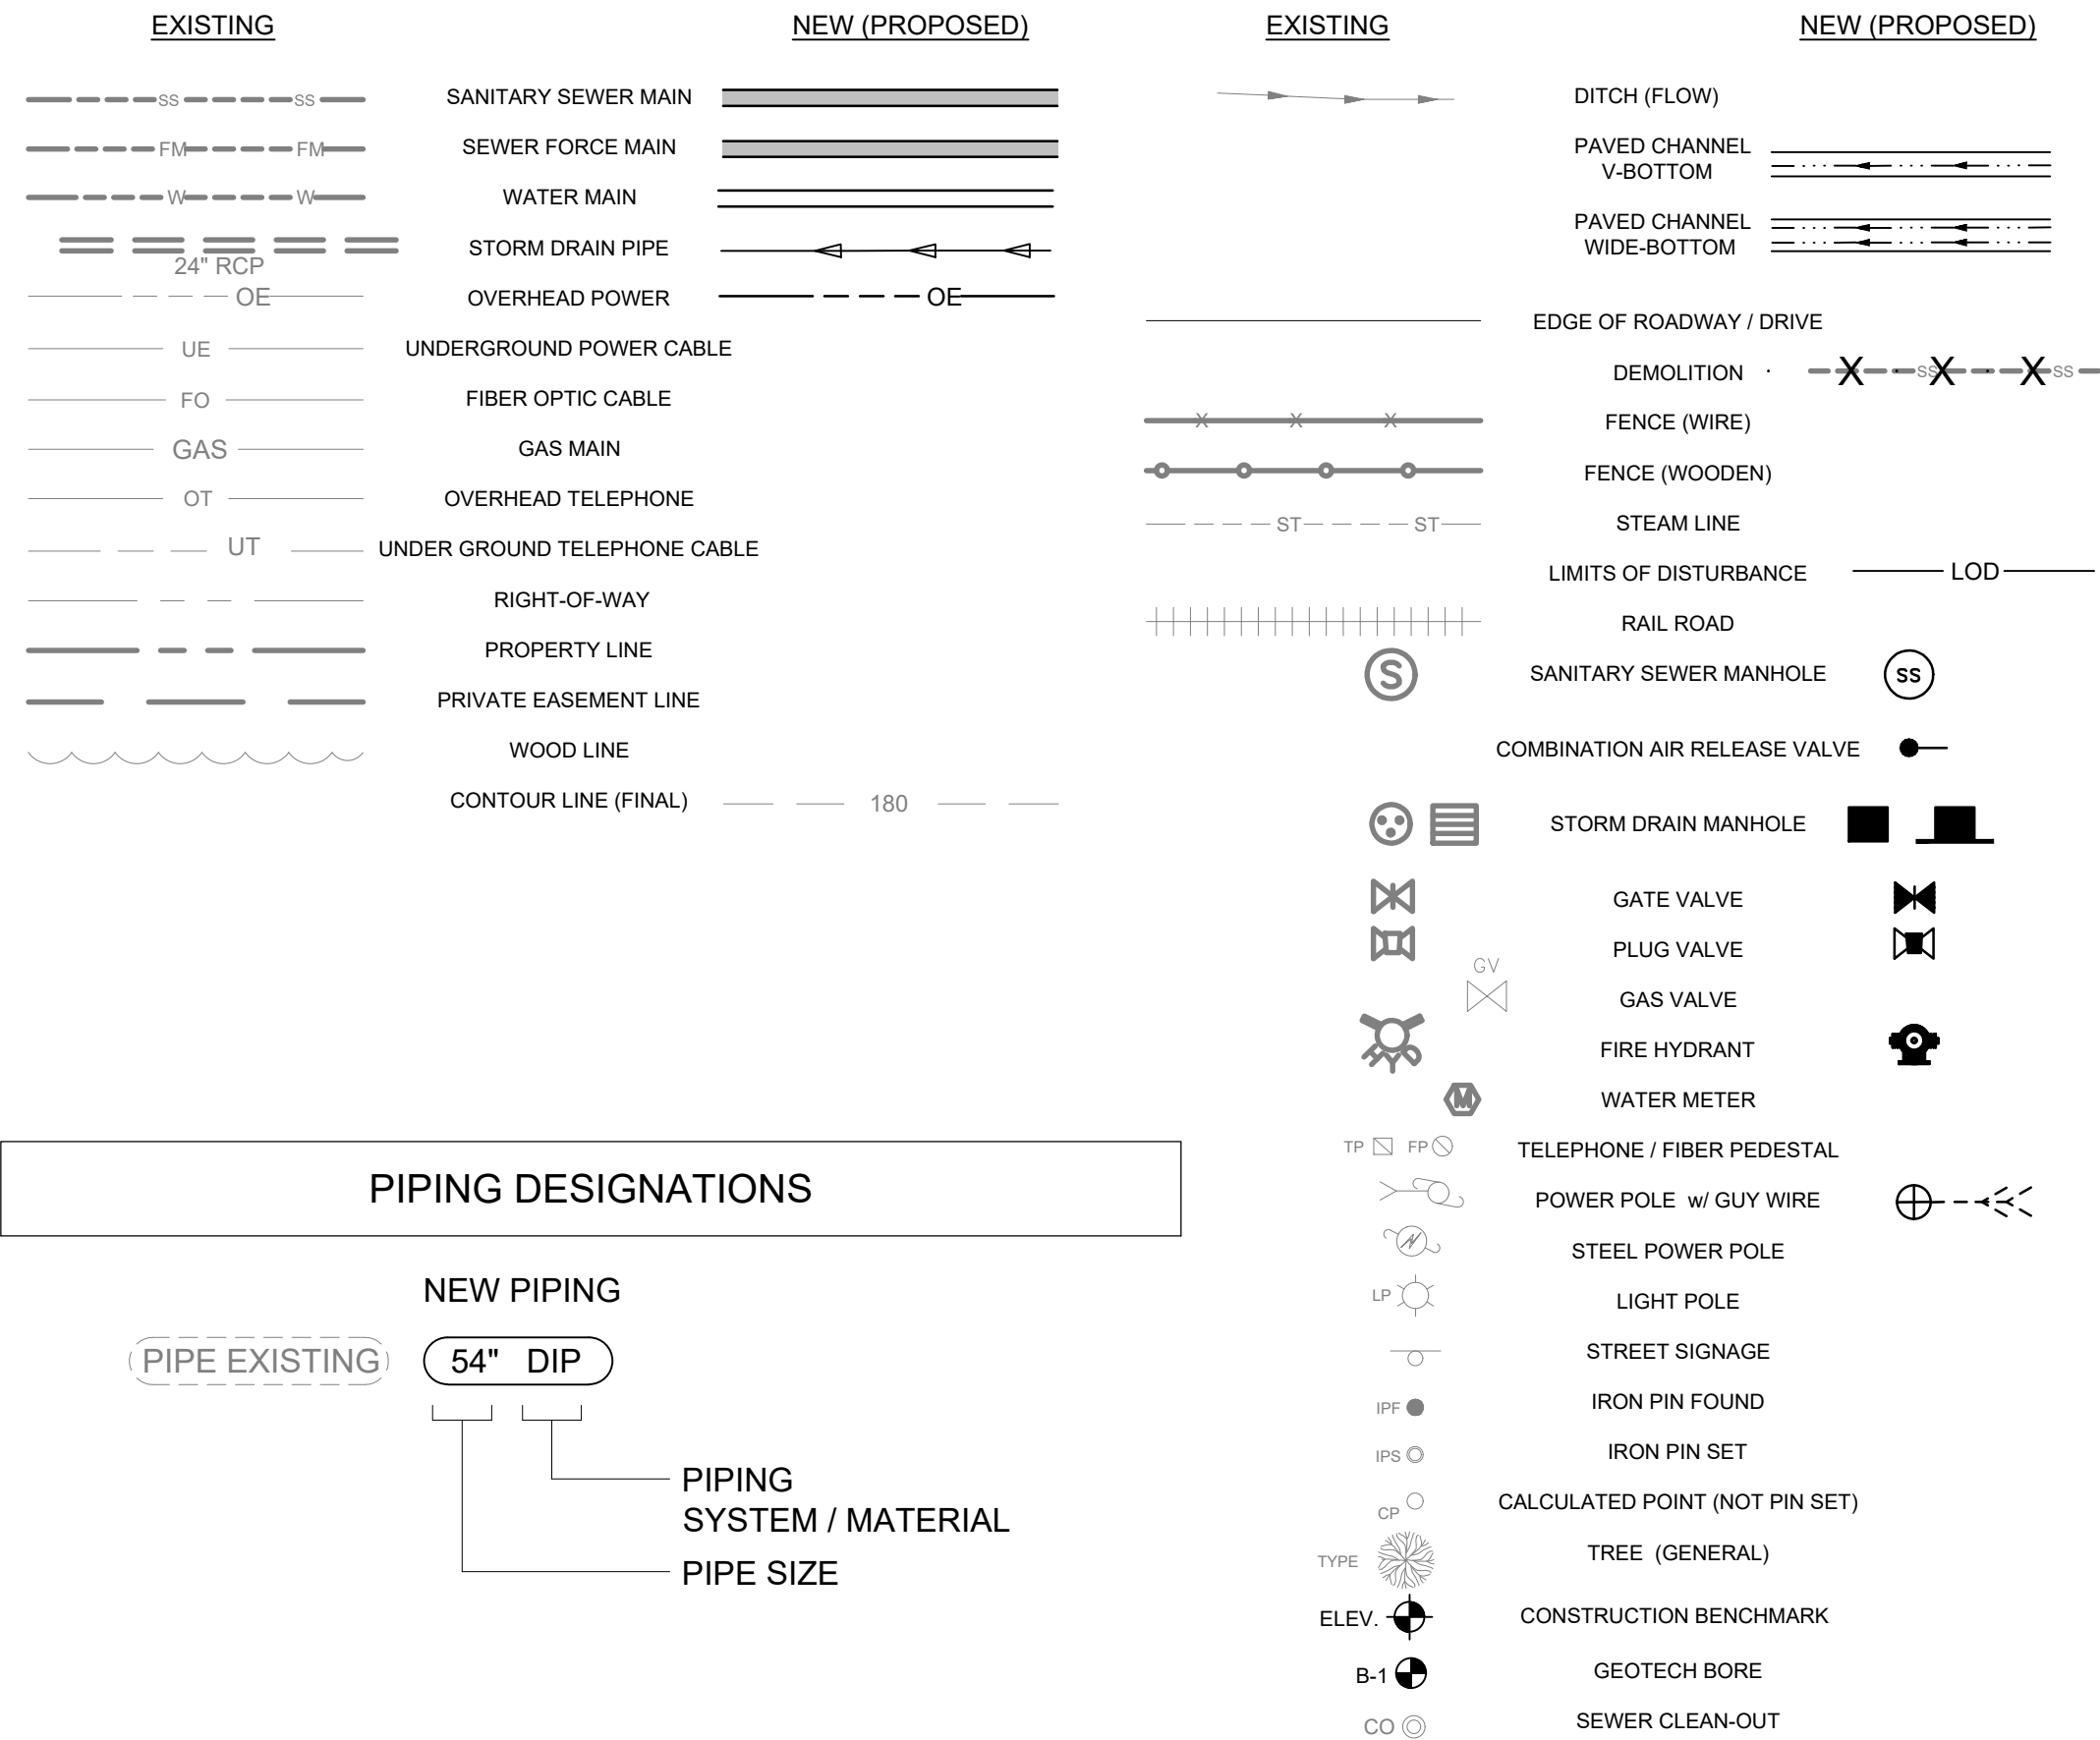 EXISTING NEW (PROPOSED)
SS SS SANITARY SEWER MAIN
FM FM SEWER FORCE MAIN
W W WATER MAIN
STORM DRAIN PIPE
24" RCP
OE OVERHEAD POWER OE
UE UNDERGROUND POWER CABLE
FO FIBER OPTIC CABLE
GAS GAS MAIN
OT OVERHEAD TELEPHONE
UT UNDER GROUND TELEPHONE CABLE
RIGHT-OF-WAY
PROPERTY LINE
PRIVATE EASEMENT LINE
WOOD LINE
CONTOUR LINE (FINAL) 180
PIPING DESIGNATIONS
NEW PIPING
PIPE EXISTING 54" DIP
PIPING
SYSTEM / MATERIAL
PIPE SIZE
EXISTING NEW (PROPOSED)
DITCH (FLOW)
PAVED CHANNEL
V-BOTTOM
PAVED CHANNEL
WIDE-BOTTOM
EDGE OF ROADWAY / DRIVE
DEMOLITION X SS X X SS
X X X FENCE (WIRE)
FENCE (WOODEN)
ST ST STEAM LINE
LIMITS OF DISTURBANCE LOD
RAIL ROAD
S SANITARY SEWER MANHOLE SS
COMBINATION AIR RELEASE VALVE
STORM DRAIN MANHOLE
GATE VALVE
PLUG VALVE
GV
GAS VALVE
FIRE HYDRANT
M WATER METER
TP FP TELEPHONE / FIBER PEDESTAL
POWER POLE w/ GUY WIRE
STEEL POWER POLE
LP LIGHT POLE
STREET SIGNAGE
IPF IRON PIN FOUND
IPS IRON PIN SET
CP CALCULATED POINT (NOT PIN SET)
TYPE TREE (GENERAL)
ELEV. CONSTRUCTION BENCHMARK
B-1 GEOTECH BORE
CO SEWER CLEAN-OUT